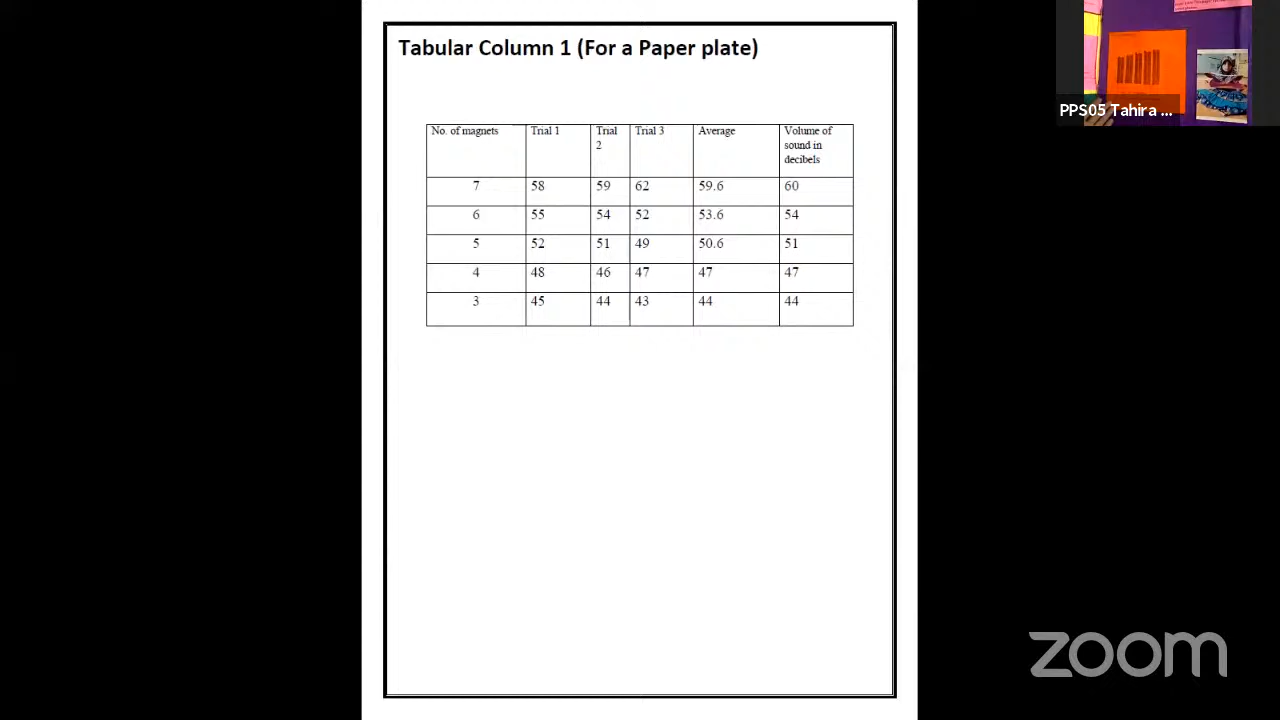 Tabular Column 1 (For a Paper plate)
No. of magnets Trial 1 Trial 2 Trial 3 Average Volume of sound in decibels
7 58 59 62 59.6 60
6 55 54 52 53.6 54
5 52 51 49 50.6 51
4 48 46 47 47 47
3 45 44 43 44 44
PPS05 Tahira ...
zoom